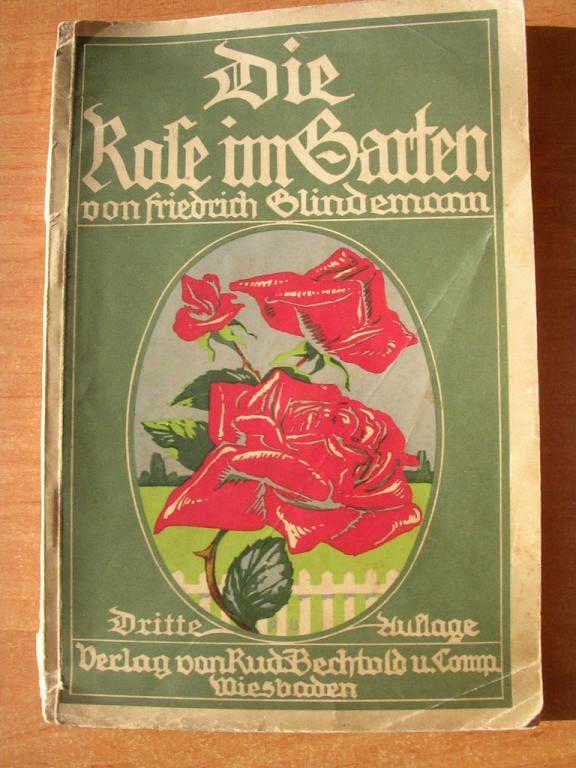 Die
Rose im Garten
von Friedrich Glindemann
Dritte Auflage
Verlag von Rud. Bechtold u. Comp.
Wiesbaden